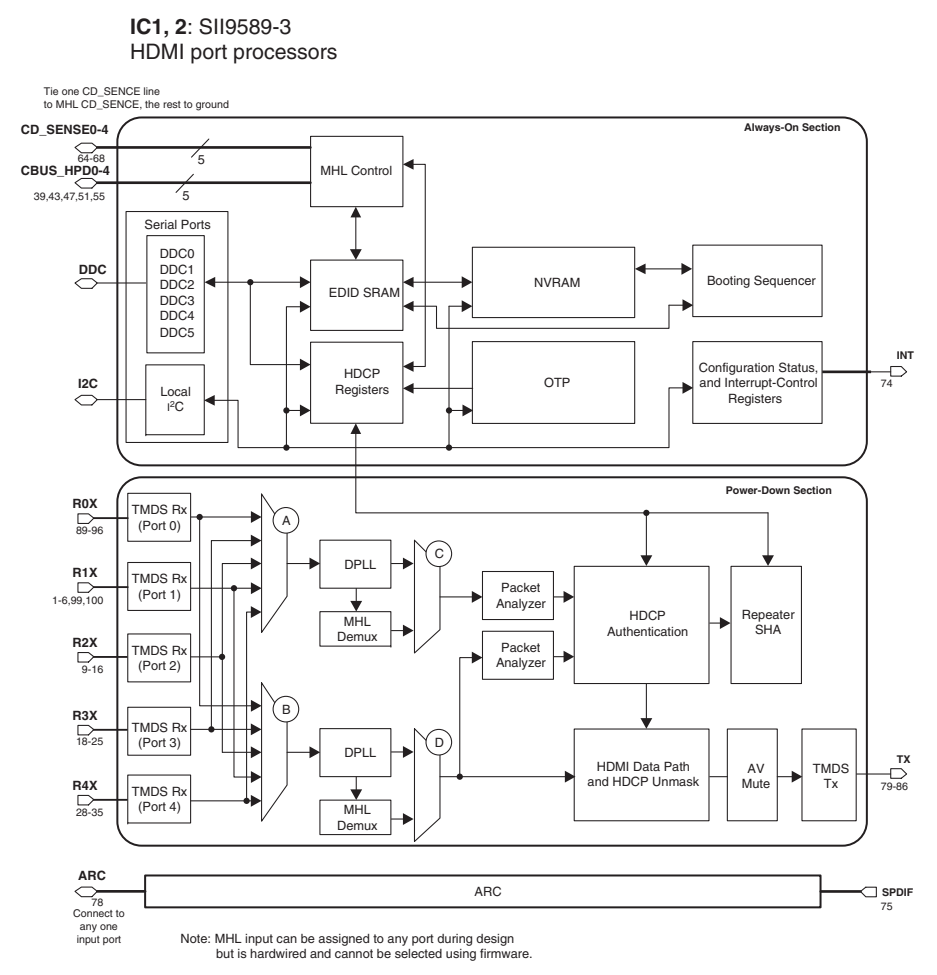 IC1, 2: SII9589-3
HDMI port processors
Tie one CD_SENCE line
to MHL CD_SENCE, the rest to ground
Always-On Section
CD_SENSE0-4
64-68
5
CBUS_HPD0-4
39,43,47,51,55
5
MHL Control
Serial Ports
DDC
DDC0
DDC1
DDC2
DDC3
DDC4
DDC5
EDID SRAM
NVRAM
Booting Sequencer
I2C
Local
I²C
HDCP
Registers
OTP
Configuration Status,
and Interrupt-Control
Registers
INT
74
Power-Down Section
R0X
89-96
TMDS Rx
(Port 0)
R1X
1-6,99,100
TMDS Rx
(Port 1)
R2X
9-16
TMDS Rx
(Port 2)
R3X
18-25
TMDS Rx
(Port 3)
R4X
28-35
TMDS Rx
(Port 4)
A
DPLL
MHL
Demux
C
B
DPLL
MHL
Demux
D
Packet
Analyzer
Packet
Analyzer
HDCP
Authentication
Repeater
SHA
HDMI Data Path
and HDCP Unmask
AV
Mute
TMDS
Tx
TX
79-86
ARC
78
Connect to
any one
input port
ARC
SPDIF
75
Note: MHL input can be assigned to any port during design
but is hardwired and cannot be selected using firmware.